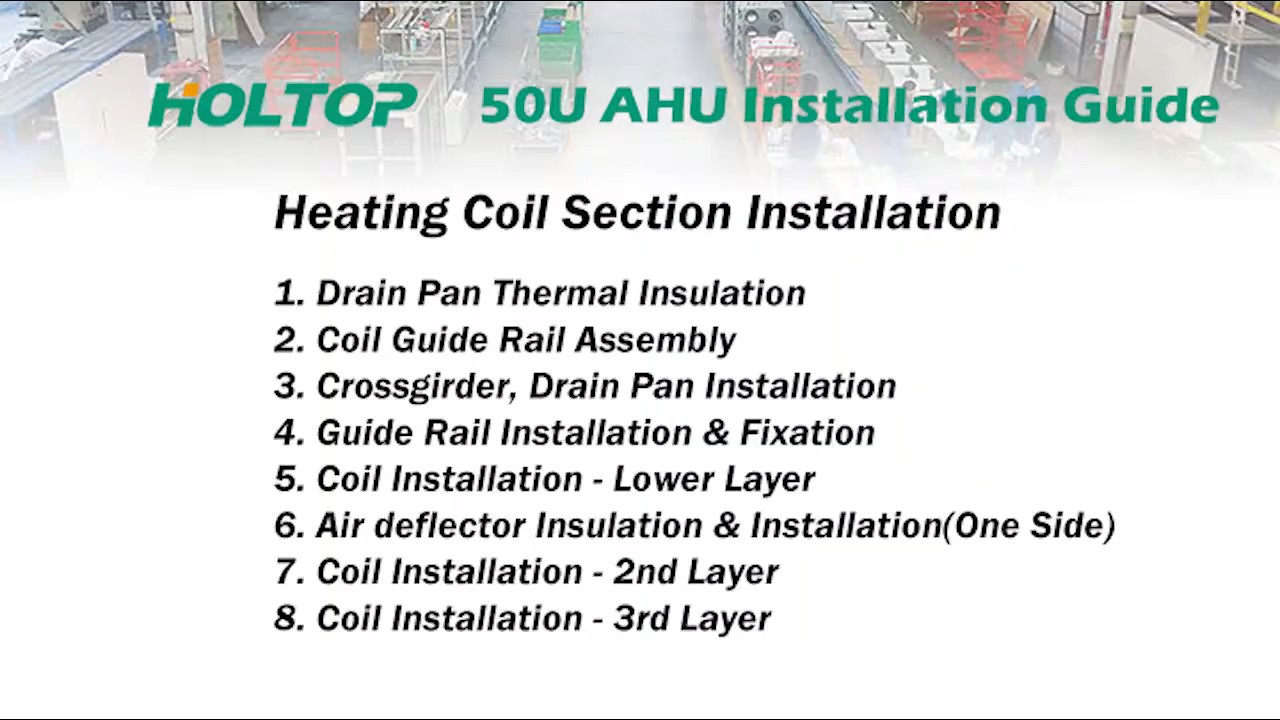 HOLTOP 50U AHU Installation Guide
Heating Coil Section Installation
1. Drain Pan Thermal Insulation
2. Coil Guide Rail Assembly
3. Crossgirder, Drain Pan Installation
4. Guide Rail Installation & Fixation
5. Coil Installation - Lower Layer
6. Air deflector Insulation & Installation(One Side)
7. Coil Installation - 2nd Layer
8. Coil Installation - 3rd Layer